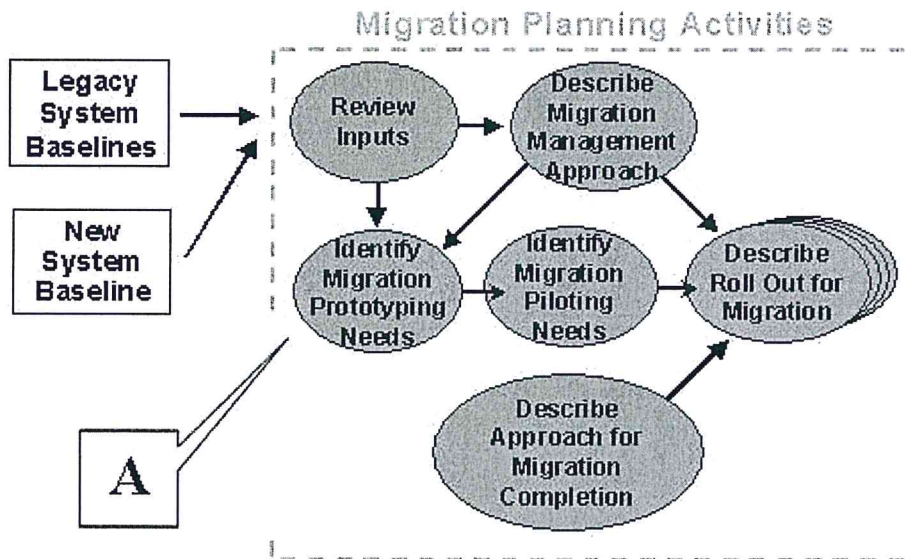 Migration Planning Activities
Legacy
System
Baselines
New
System
Baseline
Review
Inputs
Describe
Migration
Management
Approach
Identify
Migration
Prototyping
Needs
Identify
Migration
Piloting
Needs
Describe
Roll Out for
Migration
Describe
Approach for
Migration
Completion
A